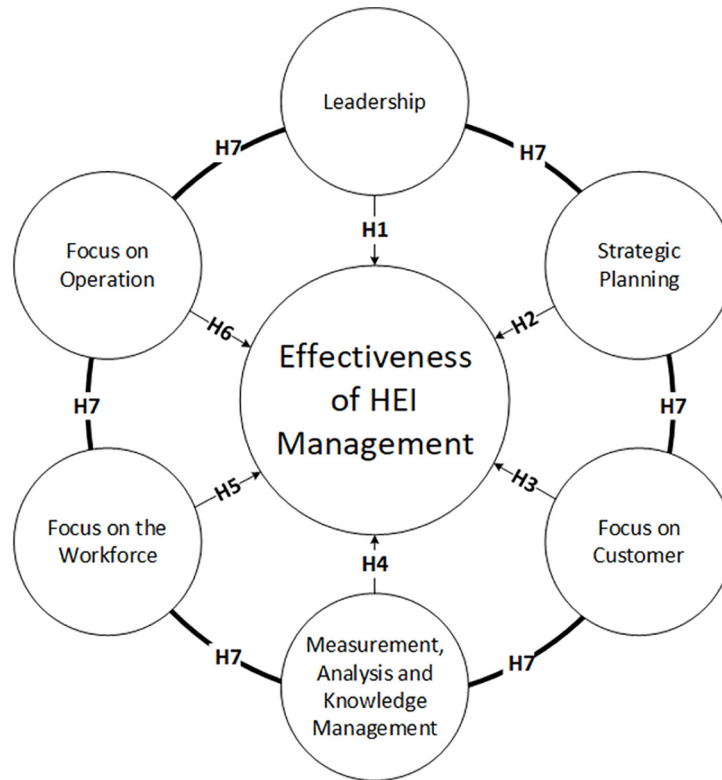 Leadership
H7
H7
H1
Focus on
Operation
Strategic
Planning
H6
H2
Effectiveness
of HEI
Management
H7
H7
H5
H3
Focus on the
Workforce
Focus on
Customer
H4
H7
H7
Measurement,
Analysis and
Knowledge
Management